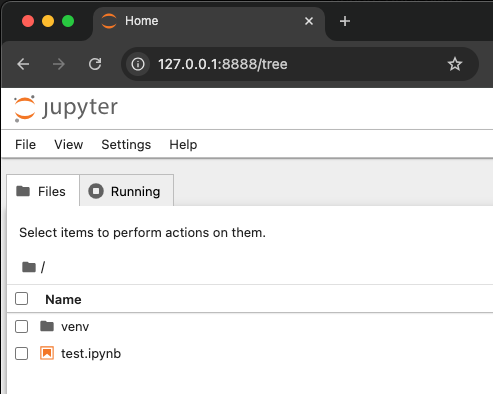 Home
127.0.0.1:8888/tree
jupyter
File View Settings Help
Files Running
Select items to perform actions on them.
/
Name
venv
test.ipynb